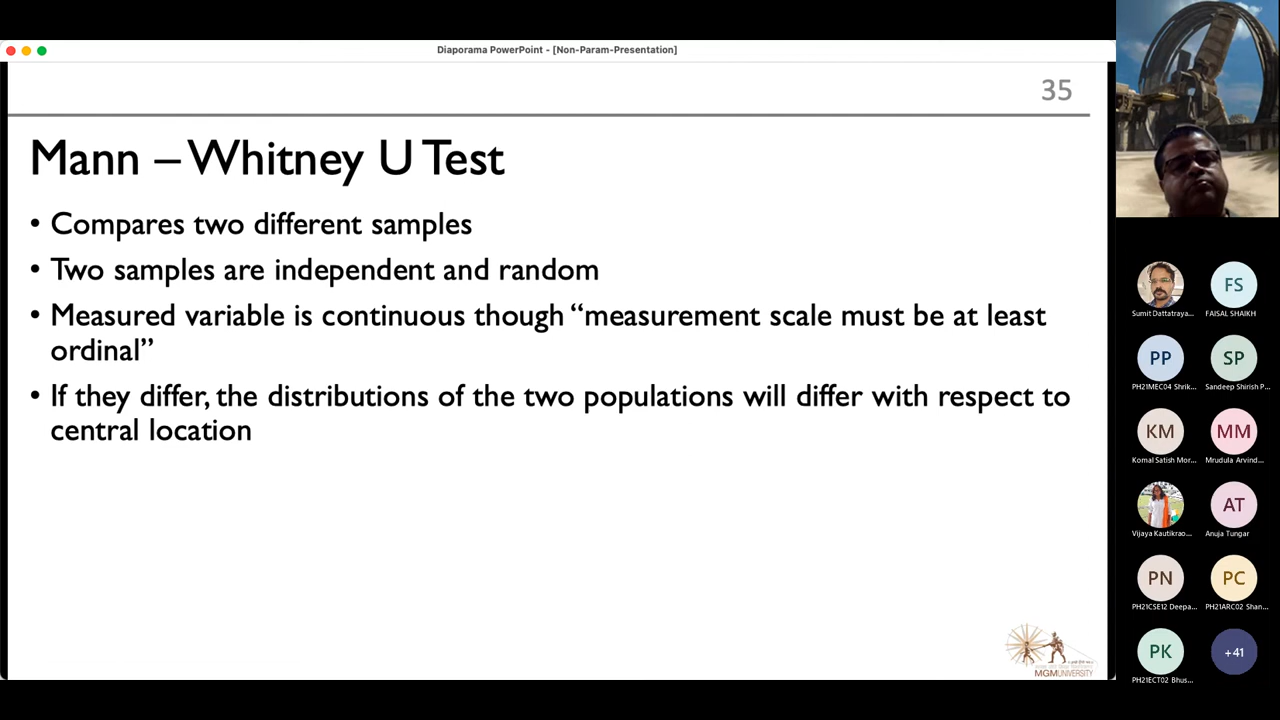 Diaporama PowerPoint - [Non-Param-Presentation]
35
Mann – Whitney U Test
• Compares two different samples
• Two samples are independent and random
• Measured variable is continuous though “measurement scale must be at least
ordinal”
• If they differ, the distributions of the two populations will differ with respect to
central location
MGMUNIVERSITY
Sumit Dattatraya...
FS
FAISAL SHAIKH
PP
PH21MEC04 Shrik...
SP
Sandeep Shirish P...
KM
Komal Satish Mor...
MM
Mrudula Arvind...
Vijaya Kautikrao...
AT
Anuja Tungar
PN
PH21CSE12 Deepa...
PC
PH21ARC02 Shan...
PK
PH21ECT02 Bhus...
+41